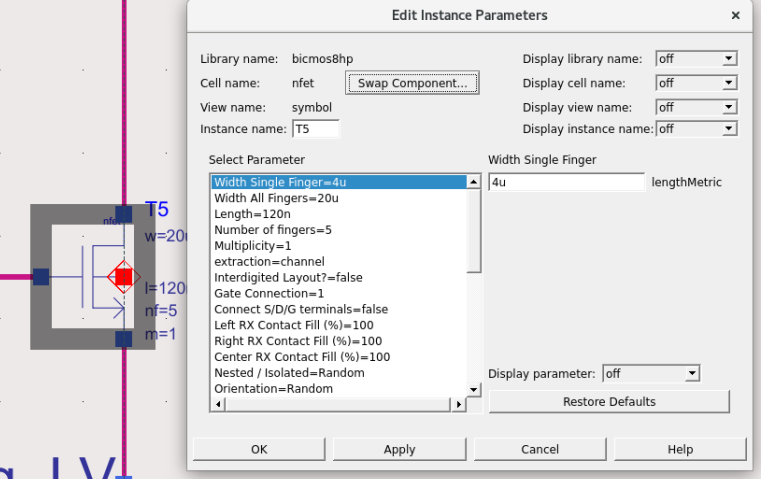 Edit Instance Parameters
×
Library name: bicmos8hp
Display library name: off
Cell name: nfet Swap Component...
Display cell name: off
View name: symbol
Display view name: off
Instance name: T5
Display instance name: off
Select Parameter
Width Single Finger=4u
Width All Fingers=20u
Length=120n
Number of fingers=5
Multiplicity=1
extraction=channel
Interdigited Layout?=false
Gate Connection=1
Connect S/D/G terminals=false
Left RX Contact Fill (%)=100
Right RX Contact Fill (%)=100
Center RX Contact Fill (%)=100
Nested / Isolated=Random
Orientation=Random
Width Single Finger
4u lengthMetric
Display parameter: off
Restore Defaults
OK Apply Cancel Help
T5
w=20
l=120
nf=5
m=1
LV